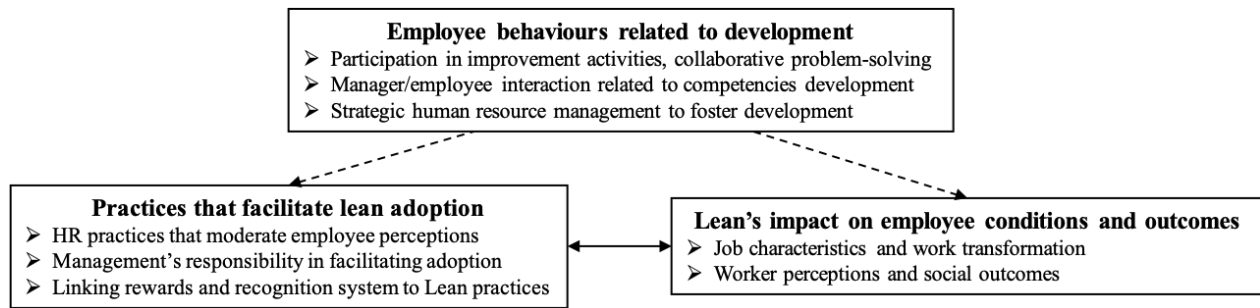 Employee behaviours related to development
➢ Participation in improvement activities, collaborative problem-solving
➢ Manager/employee interaction related to competencies development
➢ Strategic human resource management to foster development
Practices that facilitate lean adoption
➢ HR practices that moderate employee perceptions
➢ Management’s responsibility in facilitating adoption
➢ Linking rewards and recognition system to Lean practices
Lean’s impact on employee conditions and outcomes
➢ Job characteristics and work transformation
➢ Worker perceptions and social outcomes